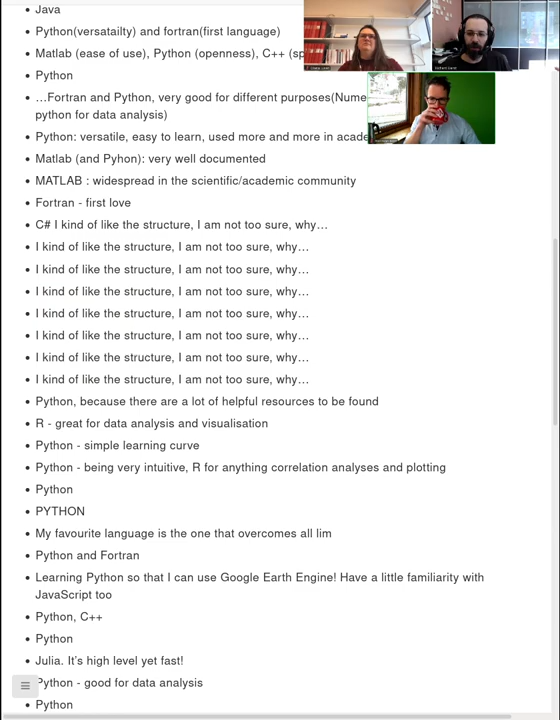 Java
Python(versatailty) and fortran(first language)
Matlab (ease of use), Python (openness), C++ (sp
Python
…Fortran and Python, very good for different purposes(Nume
python for data analysis)
Python: versatile, easy to learn, used more and more in acade
Matlab (and Pyhon): very well documented
MATLAB : widespread in the scientific/academic community
Fortran - first love
C# I kind of like the structure, I am not too sure, why…
I kind of like the structure, I am not too sure, why…
I kind of like the structure, I am not too sure, why…
I kind of like the structure, I am not too sure, why…
I kind of like the structure, I am not too sure, why…
I kind of like the structure, I am not too sure, why…
I kind of like the structure, I am not too sure, why…
I kind of like the structure, I am not too sure, why…
Python, because there are a lot of helpful resources to be found
R - great for data analysis and visualisation
Python - simple learning curve
Python - being very intuitive, R for anything correlation analyses and plotting
Python
PYTHON
My favourite language is the one that overcomes all lim
Python and Fortran
Learning Python so that I can use Google Earth Engine! Have a little familiarity with
JavaScript too
Python, C++
Python
Julia. It's high level yet fast!
Python - good for data analysis
Python